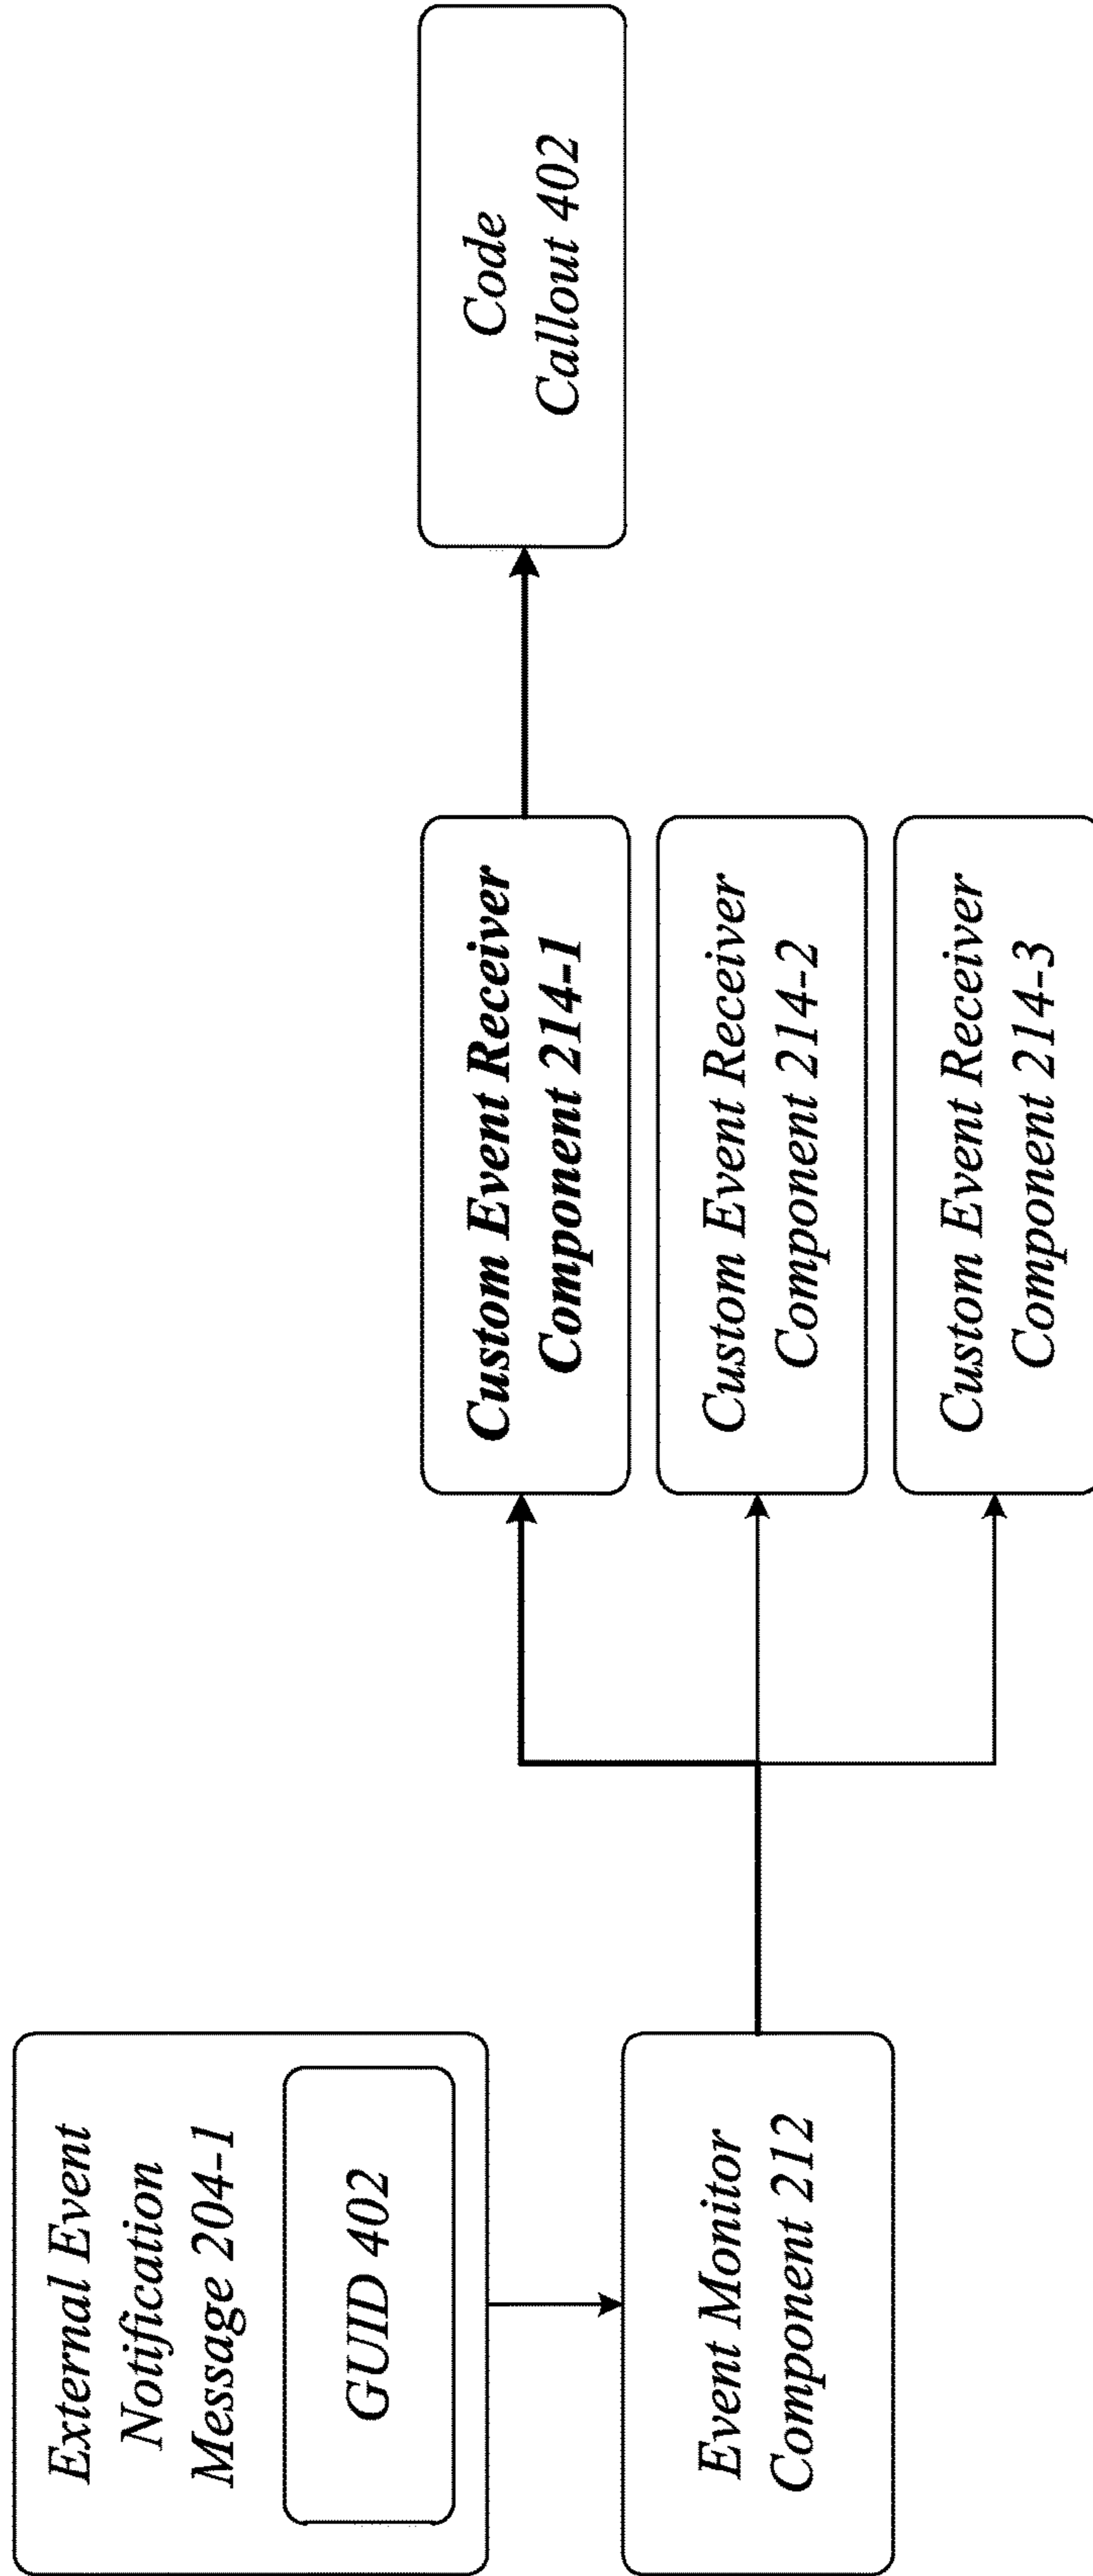 External Event
Notification
Message 204-1
GUID 402
Event Monitor
Component 212
Custom Event Receiver
Component 214-1
Custom Event Receiver
Component 214-2
Custom Event Receiver
Component 214-3
Code
Callout 402